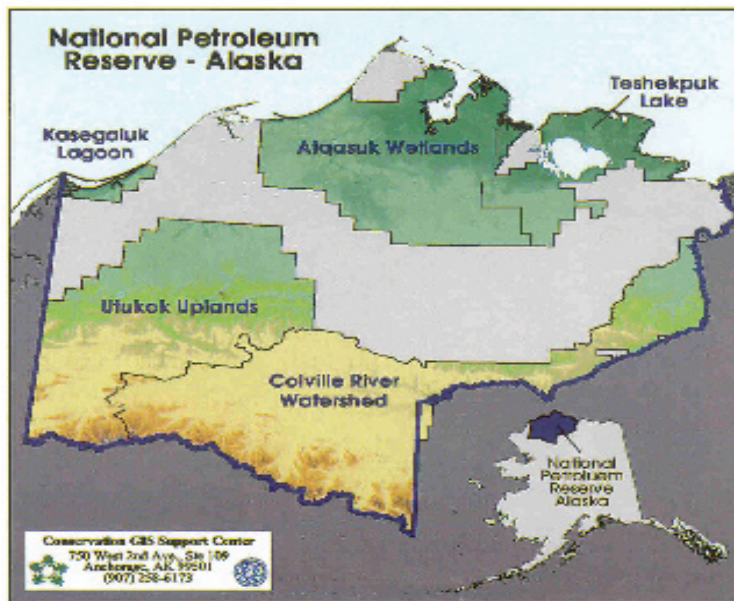 National Petroleum
Reserve - Alaska
Teshekpuk
Lake
Kasegaluk
Lagoon
Atqasuk Wetlands
Utukok Uplands
Colville River
Watershed
National
Petroluem
Reserve
Alaska
Conservation GIS Support Center
750 West 2nd Ave, Ste 109
Anchorage, AK 99501
(907) 258-6173